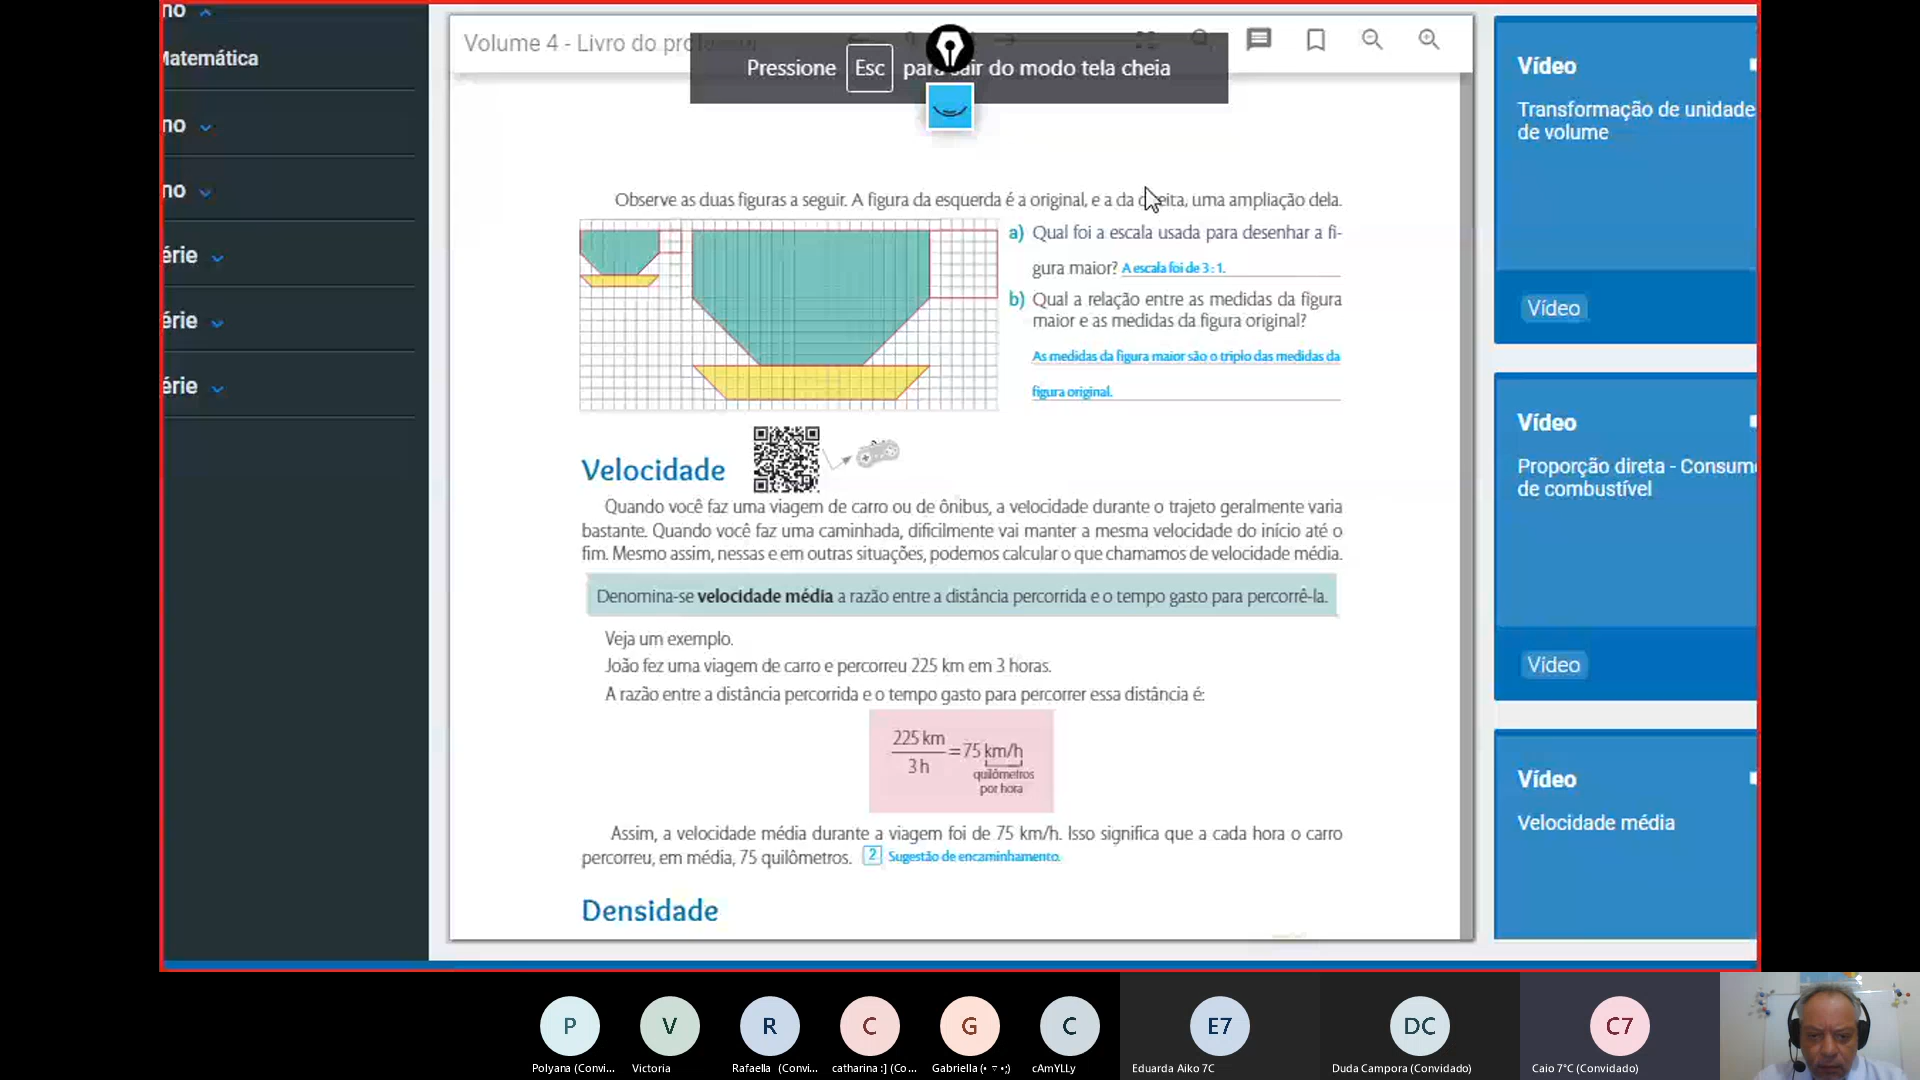 no
Matemática
no
no
érie
érie
érie
Volume 4 - Livro do pro
Pressione Esc para sair do modo tela cheia
Observe as duas figuras a seguir. A figura da esquerda é a original, e a da direita, uma ampliação dela.
a) Qual foi a escala usada para desenhar a fi-
gura maior? A escala foi de 3 : 1.
b) Qual a relação entre as medidas da figura
maior e as medidas da figura original?
As medidas da figura maior são o triplo das medidas da
figura original.
Velocidade
Quando você faz uma viagem de carro ou de ônibus, a velocidade durante o trajeto geralmente varia
bastante. Quando você faz uma caminhada, dificilmente vai manter a mesma velocidade do início até o
fim. Mesmo assim, nessas e em outras situações, podemos calcular o que chamamos de velocidade média.
Denomina-se velocidade média a razão entre a distância percorrida e o tempo gasto para percorrê-la.
Veja um exemplo.
João fez uma viagem de carro e percorreu 225 km em 3 horas.
A razão entre a distância percorrida e o tempo gasto para percorrer essa distância é:
225 km
3 h
= 75 km/h
quilômetros
por hora
Assim, a velocidade média durante a viagem foi de 75 km/h. Isso significa que a cada hora o carro
percorreu, em média, 75 quilômetros. 2 Sugestão de encaminhamento.
Densidade
Vídeo
Transformação de unidade
de volume
Vídeo
Vídeo
Proporção direta - Consum
de combustível
Vídeo
Vídeo
Velocidade média
P
V
R
C
G
C
E7
DC
C7
Polyana (Convi...
Victoria
Rafaella (Convi...
catharina :] (Co...
Gabriella
cAmYLLy
Eduarda Aiko 7C
Duda Campora (Convidado)
Caio 7°C (Convidado)